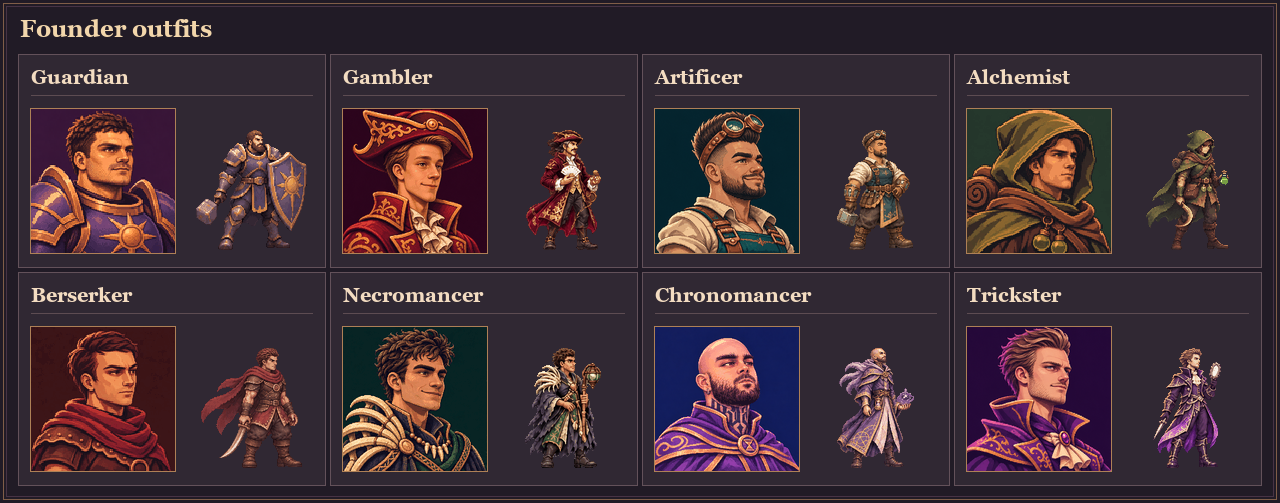 Founder outfits
Guardian
Gambler
Artificer
Alchemist
Berserker
Necromancer
Chronomancer
Trickster